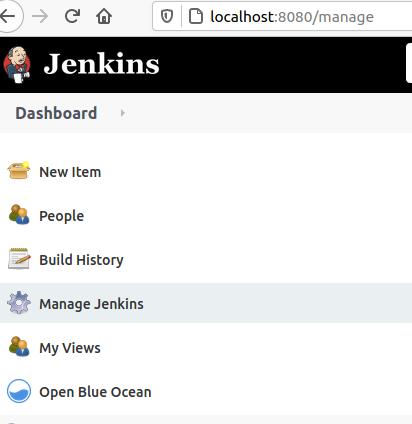 localhost:8080/manage
Jenkins
Dashboard
New Item
People
Build History
Manage Jenkins
My Views
Open Blue Ocean